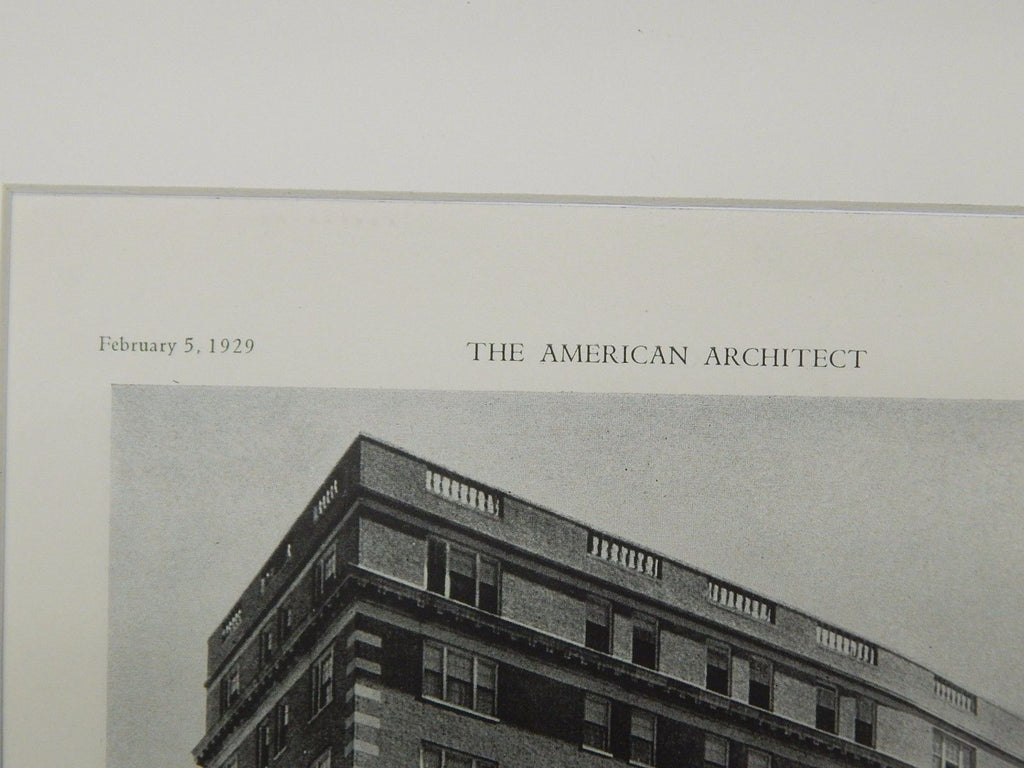 February 5, 1929
THE AMERICAN ARCHITECT